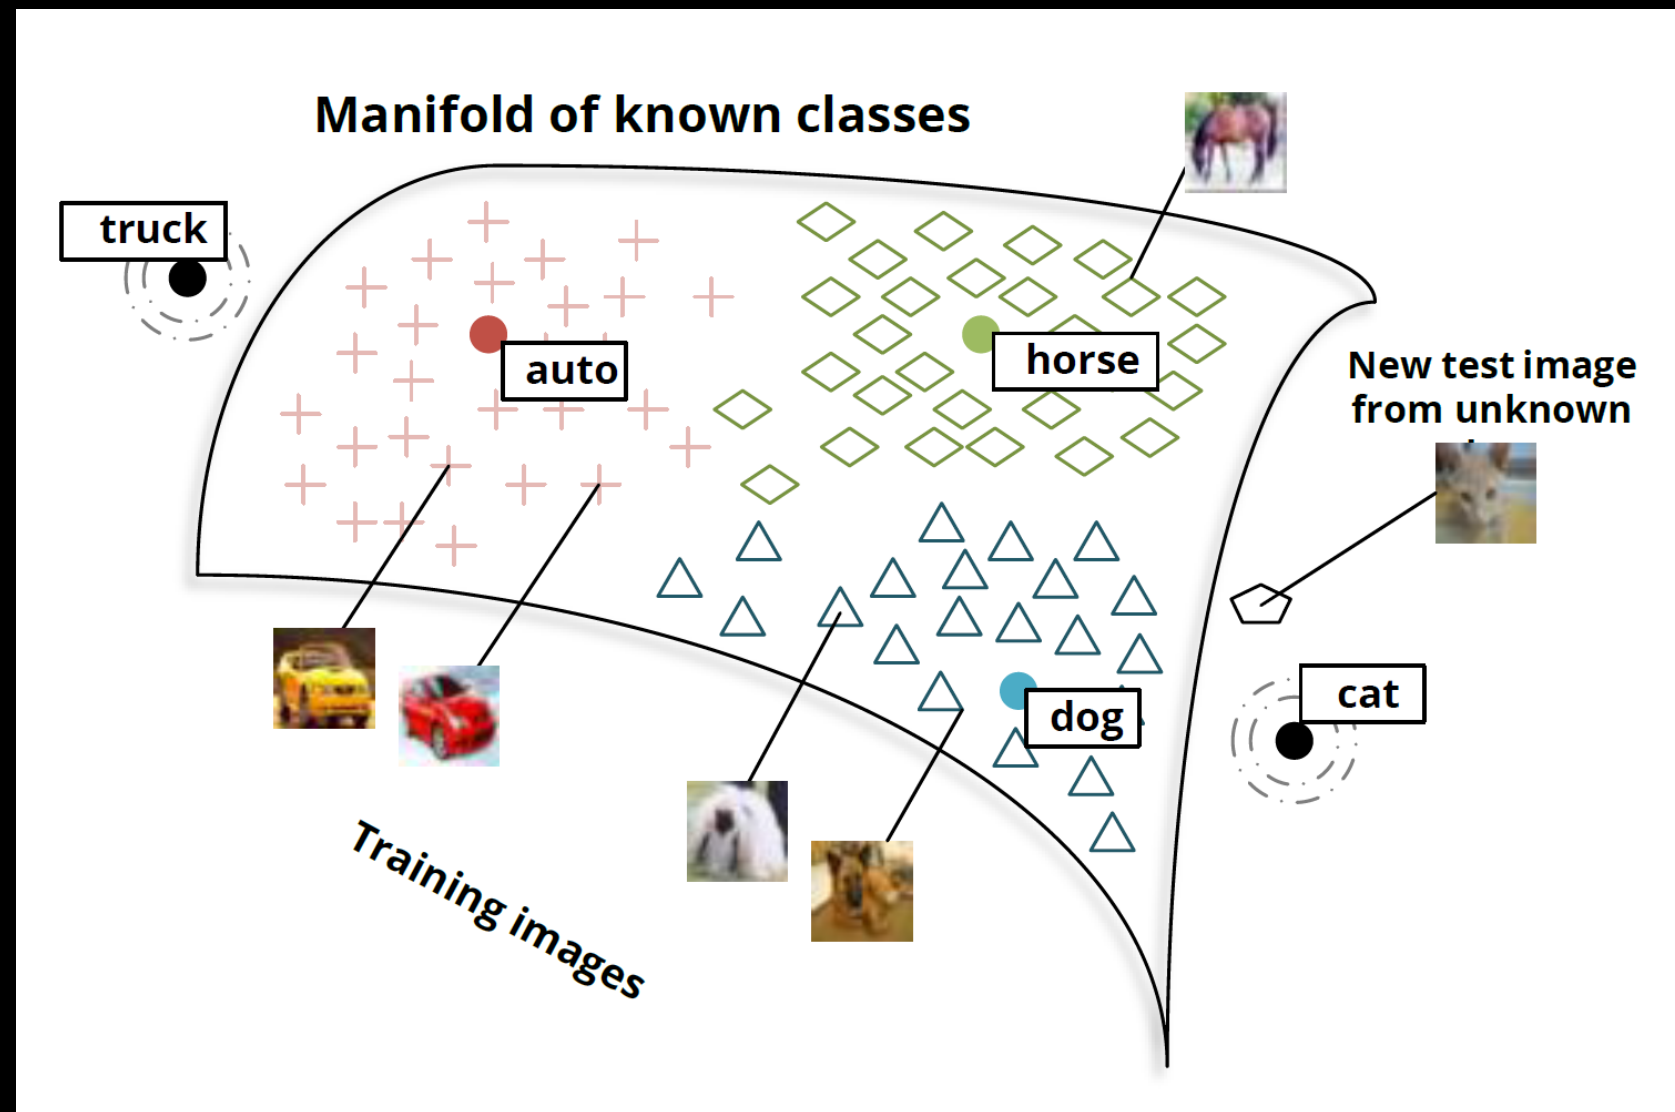 Manifold of known classes
truck
auto
horse
New test image
from unknown
cat
dog
Training images